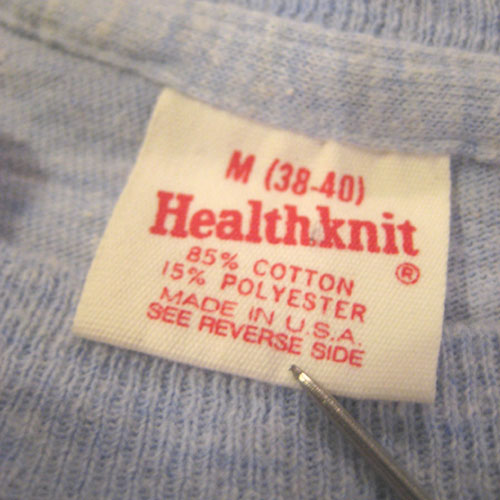 M (38-40)
Healthknit
®
85% COTTON
15% POLYESTER
MADE IN U.S.A.
SEE REVERSE SIDE